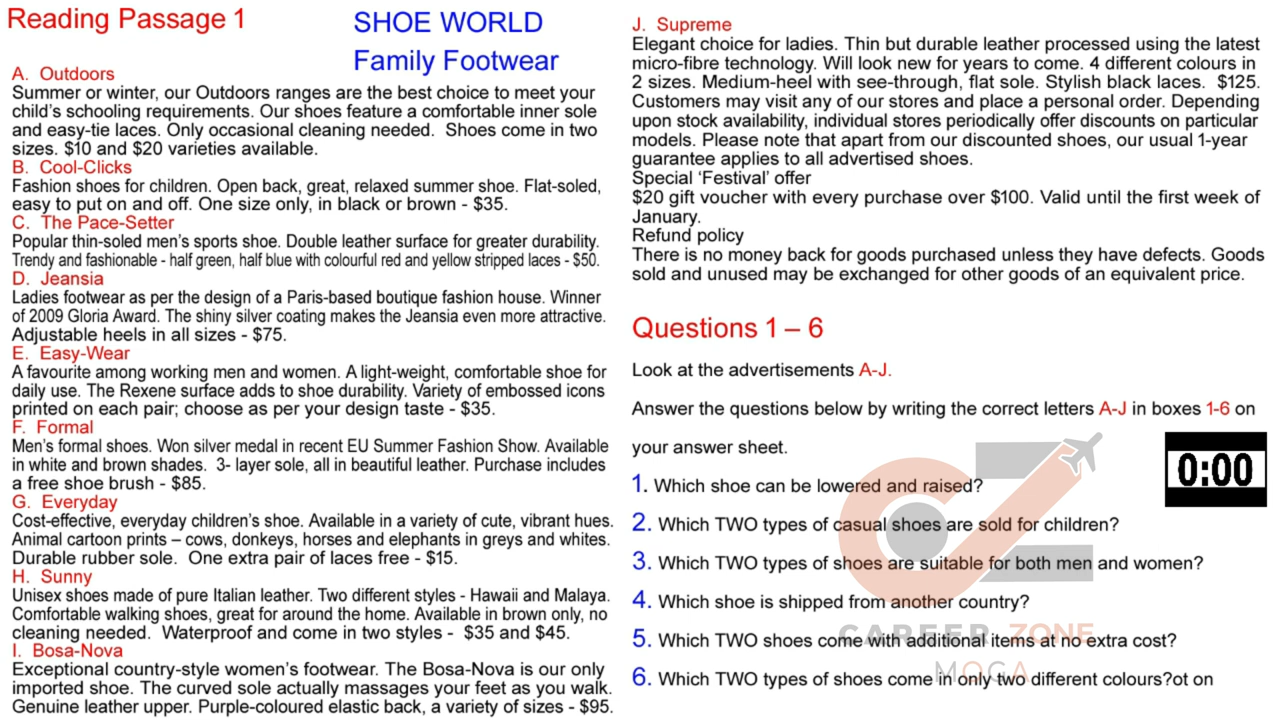 Reading Passage 1
SHOE WORLD
Family Footwear
A. Outdoors
Summer or winter, our Outdoors ranges are the best choice to meet your
child's schooling requirements. Our shoes feature a comfortable inner sole
and easy-tie laces. Only occasional cleaning needed. Shoes come in two
sizes. $10 and $20 varieties available.
B. Cool-Clicks
Fashion shoes for children. Open back, great, relaxed summer shoe. Flat-soled,
easy to put on and off. One size only, in black or brown - $35.
C. The Pace-Setter
Popular thin-soled men's sports shoe. Double leather surface for greater durability.
Trendy and fashionable - half green, half blue with colourful red and yellow stripped laces - $50.
D. Jeansia
Ladies footwear as per the design of a Paris-based boutique fashion house. Winner
of 2009 Gloria Award. The shiny silver coating makes the Jeansia even more attractive.
Adjustable heels in all sizes - $75.
E. Easy-Wear
A favourite among working men and women. A light-weight, comfortable shoe for
daily use. The Rexene surface adds to shoe durability. Variety of embossed icons
printed on each pair; choose as per your design taste - $35.
F. Formal
Men's formal shoes. Won silver medal in recent EU Summer Fashion Show. Available
in white and brown shades. 3- layer sole, all in beautiful leather. Purchase includes
a free shoe brush - $85.
G. Everyday
Cost-effective, everyday children's shoe. Available in a variety of cute, vibrant hues.
Animal cartoon prints – cows, donkeys, horses and elephants in greys and whites.
Durable rubber sole. One extra pair of laces free - $15.
H. Sunny
Unisex shoes made of pure Italian leather. Two different styles - Hawaii and Malaya.
Comfortable walking shoes, great for around the home. Available in brown only, no
cleaning needed. Waterproof and come in two styles - $35 and $45.
I. Bosa-Nova
Exceptional country-style women's footwear. The Bosa-Nova is our only
imported shoe. The curved sole actually massages your feet as you walk.
Genuine leather upper. Purple-coloured elastic back, a variety of sizes - $95.
J. Supreme
Elegant choice for ladies. Thin but durable leather processed using the latest
micro-fibre technology. Will look new for years to come. 4 different colours in
2 sizes. Medium-heel with see-through, flat sole. Stylish black laces. $125.
Customers may visit any of our stores and place a personal order. Depending
upon stock availability, individual stores periodically offer discounts on particular
models. Please note that apart from our discounted shoes, our usual 1-year
guarantee applies to all advertised shoes.
Special 'Festival' offer
$20 gift voucher with every purchase over $100. Valid until the first week of
January.
Refund policy
There is no money back for goods purchased unless they have defects. Goods
sold and unused may be exchanged for other goods of an equivalent price.
Questions 1 – 6
Look at the advertisements A-J.
Answer the questions below by writing the correct letters A-J in boxes 1-6 on
your answer sheet.
0:00
1. Which shoe can be lowered and raised?
2. Which TWO types of casual shoes are sold for children?
3. Which TWO types of shoes are suitable for both men and women?
4. Which shoe is shipped from another country?
CAREER ZONE
5. Which TWO shoes come with additional items at no extra cost?
MOGA
6. Which TWO types of shoes come in only two different colours?ot on